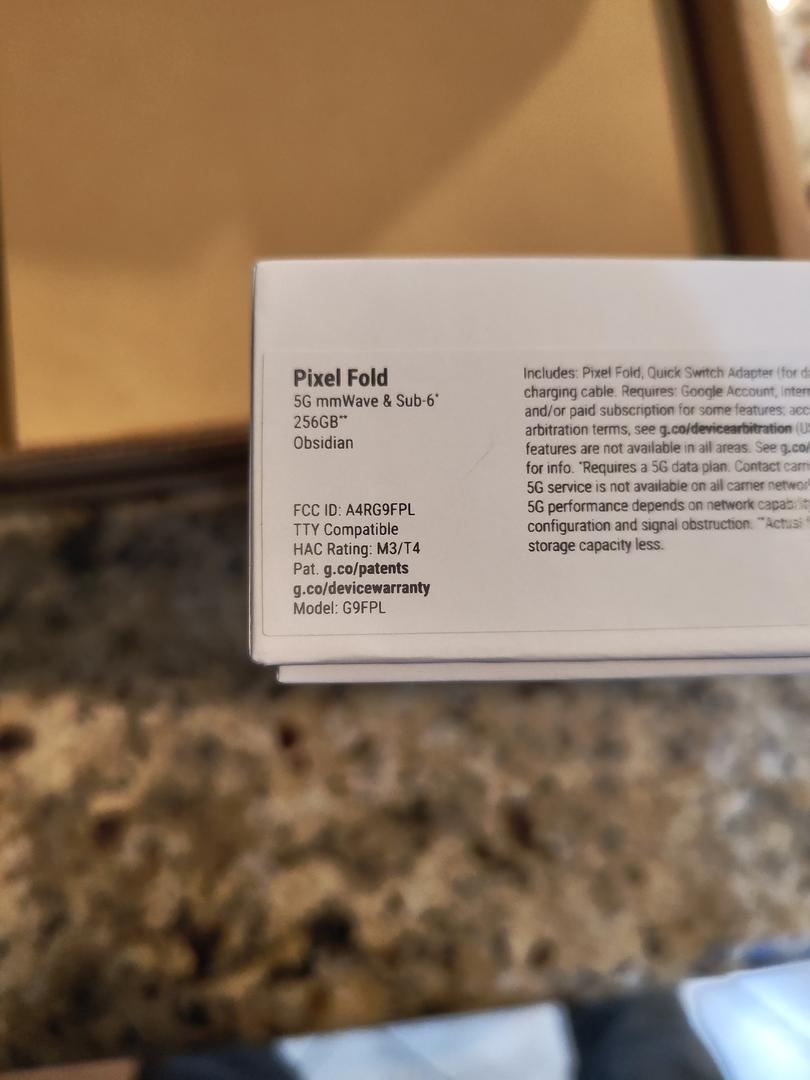 Pixel Fold
5G mmWave & Sub-6*
256GB**
Obsidian
FCC ID: A4RG9FPL
TTY Compatible
HAC Rating: M3/T4
Pat. g.co/patents
g.co/devicewarranty
Model: G9FPL
Includes: Pixel Fold, Quick Switch Adapter (for
charging cable. Requires: Google Account,
and/or paid subscription for some features;
arbitration terms, see g.co/devicearbitration
features are not available in all areas. See g.co/
for info. *Requires a 5G data plan. Contact
5G service is not available on all carrier
5G performance depends on network
configuration and signal obstruction. **Actual
storage capacity less.